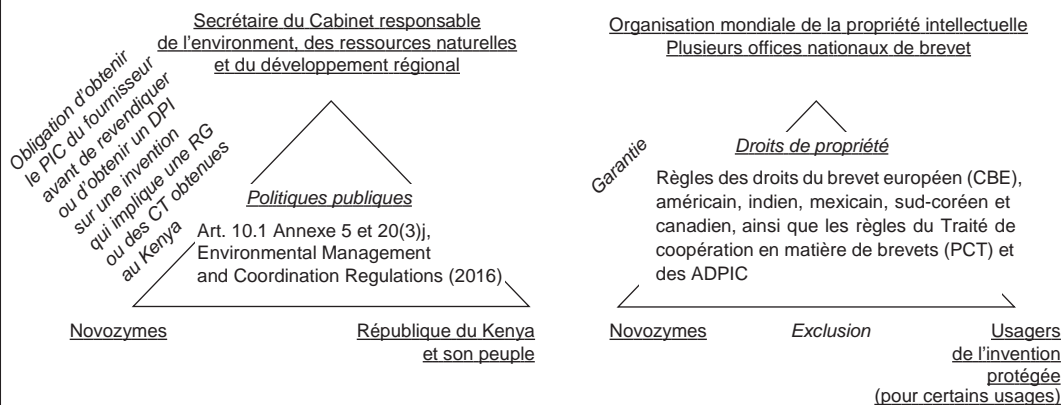 Secrétaire du Cabinet responsable
de l'environment, des ressources naturelles
et du développement régional
Obligation d'obtenir
le PIC du fournisseur
avant de revendiquer
ou d'obtenir un DPI
sur une invention
qui implique une RG
ou des CT obtenues
au Kenya
Politiques publiques
Art. 10.1 Annexe 5 et 20(3)j,
Environmental Management
and Coordination Regulations (2016)
Novozymes
République du Kenya
et son peuple
Organisation mondiale de la propriété intellectuelle
Plusieurs offices nationaux de brevet
Garantie
Droits de propriété
Règles des droits du brevet européen (CBE),
américain, indien, mexicain, sud-coréen et
canadien, ainsi que les règles du Traité de
coopération en matière de brevets (PCT) et
des ADPIC
Novozymes
Exclusion
Usagers
de l'invention
protégée
(pour certains usages)